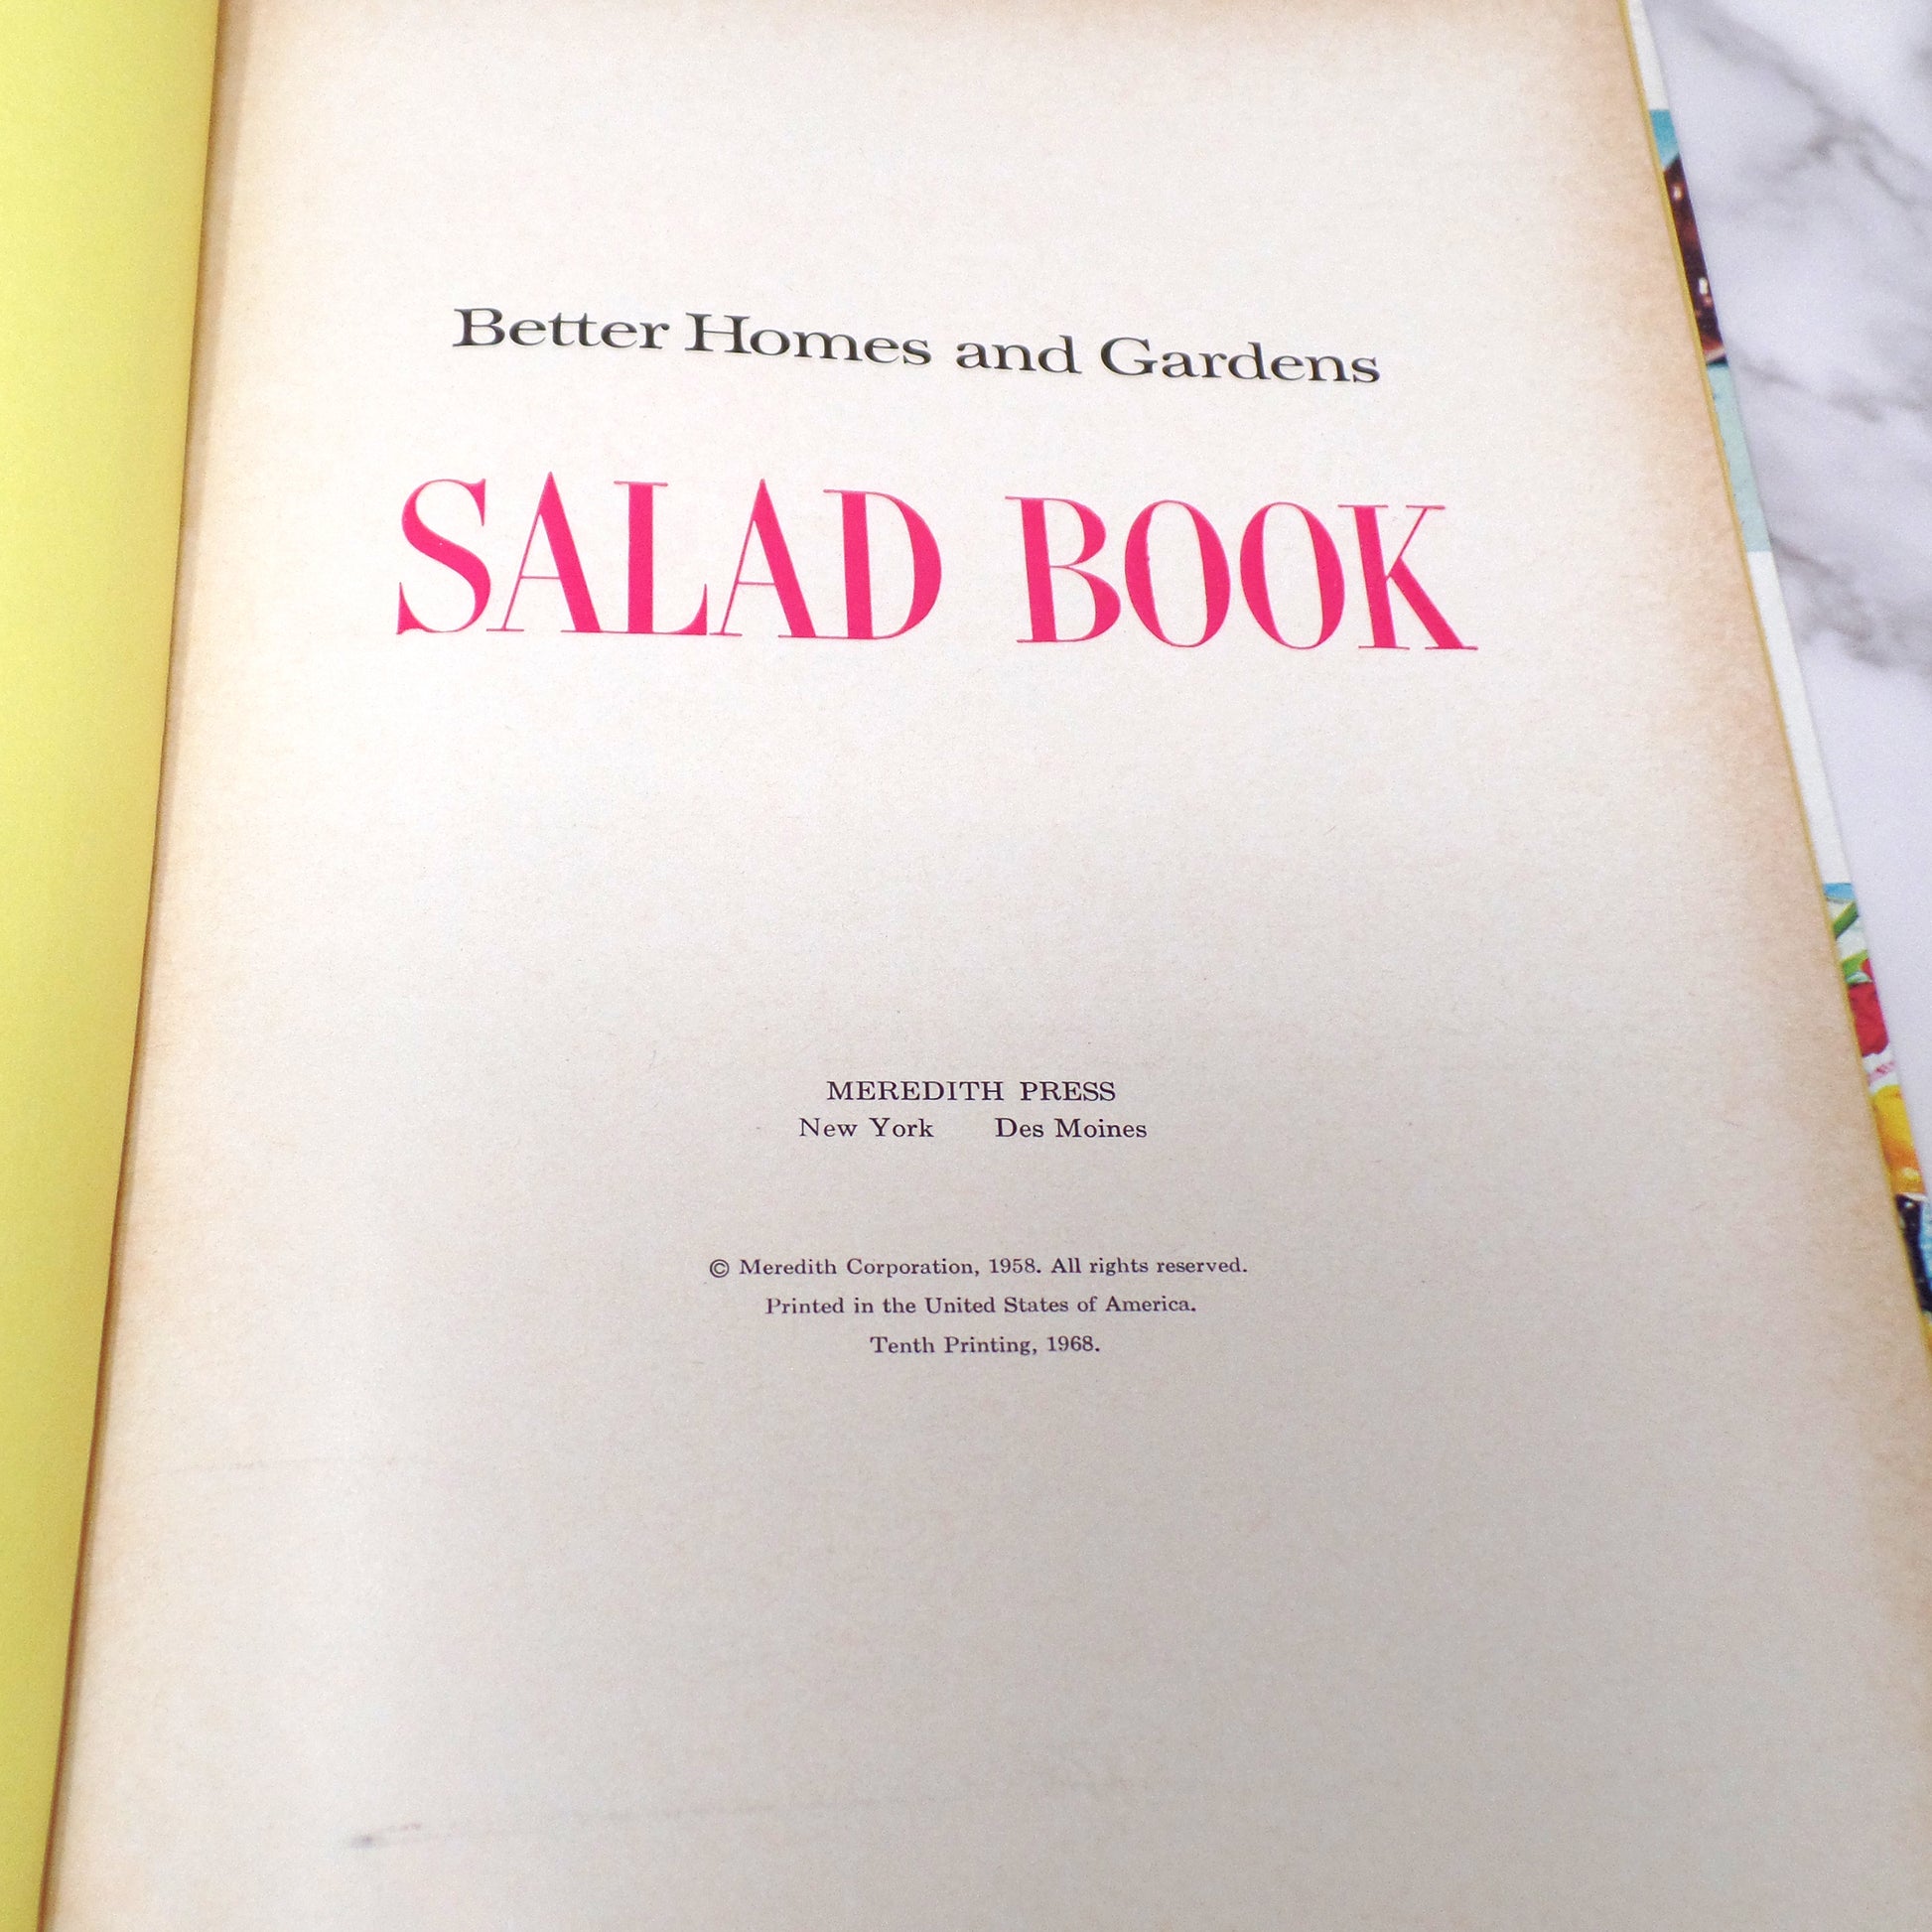 Better Homes and Gardens
SALAD BOOK
MEREDITH PRESS
New York Des Moines
© Meredith Corporation, 1958. All rights reserved.
Printed in the United States of America.
Tenth Printing, 1968.